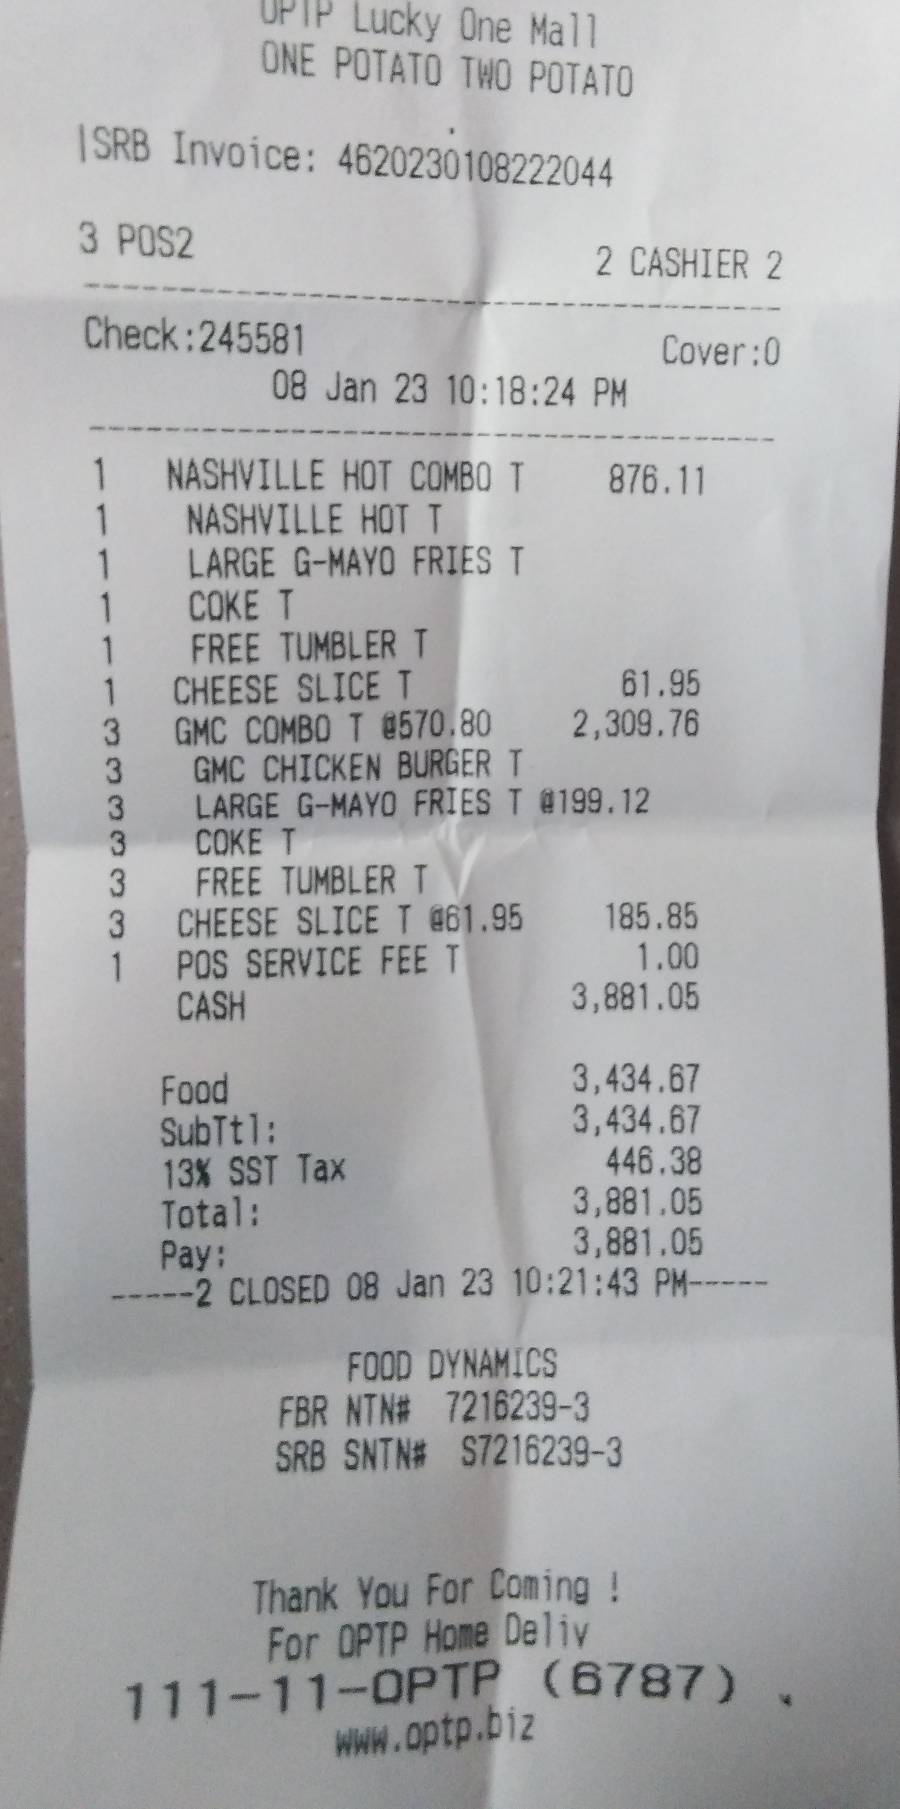 OPTP Lucky One Mall
ONE POTATO TWO POTATO
|SRB Invoice: 4620230108222044
3 POS2 2 CASHIER 2
--------------------------------
Check:245581 Cover:0
08 Jan 23 10:18:24 PM
--------------------------------
1 NASHVILLE HOT COMBO T 876.11
1 NASHVILLE HOT T
1 LARGE G-MAYO FRIES T
1 COKE T
1 FREE TUMBLER T
1 CHEESE SLICE T 61.95
3 GMC COMBO T @570.80 2,309.76
3 GMC CHICKEN BURGER T
3 LARGE G-MAYO FRIES T @199.12
3 COKE T
3 FREE TUMBLER T
3 CHEESE SLICE T @61.95 185.85
1 POS SERVICE FEE T 1.00
CASH 3,881.05
Food 3,434.67
SubTtl: 3,434.67
13% SST Tax 446.38
Total: 3,881.05
Pay: 3,881.05
-----2 CLOSED 08 Jan 23 10:21:43 PM-----
FOOD DYNAMICS
FBR NTN# 7216239-3
SRB SNTN# S7216239-3
Thank You For Coming !
For OPTP Home Deliv
111-11-OPTP (6787)
www.optp.biz